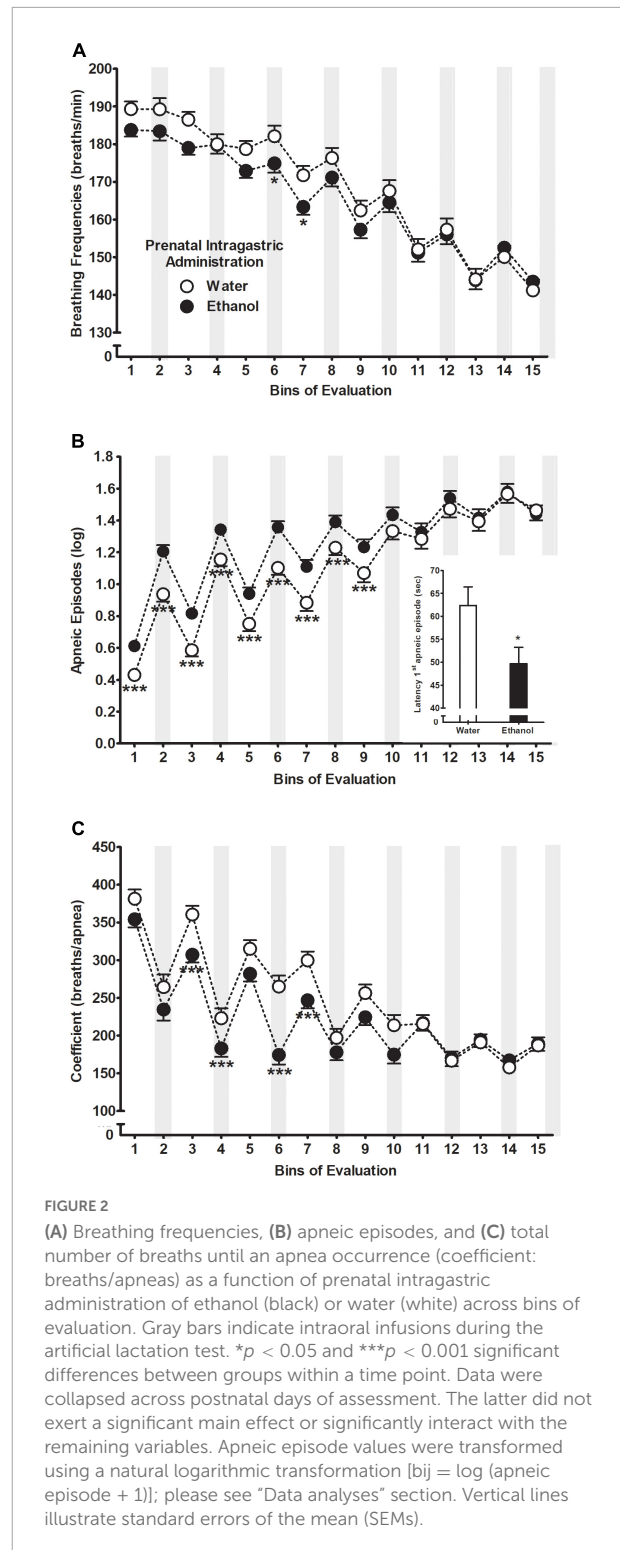 A
200
190
180
170
160
150
140
130
0
Breathing Frequencies (breaths/min)
Prenatal Intragastric
Administration
Water
Ethanol
*
*
1 2 3 4 5 6 7 8 9 10 11 12 13 14 15
Bins of Evaluation
B
1.8
1.6
1.4
1.2
1.0
0.8
0.6
0.4
0.2
0.0
Apneic Episodes (log)
***
***
***
***
***
***
***
***
***
70
65
60
55
50
45
40
0
Latency 1st apneic episode (sec)
*
Water Ethanol
1 2 3 4 5 6 7 8 9 10 11 12 13 14 15
Bins of Evaluation
C
450
400
350
300
250
200
150
100
0
Coefficient (breaths/apnea)
***
***
***
***
1 2 3 4 5 6 7 8 9 10 11 12 13 14 15
Bins of Evaluation
FIGURE 2
(A) Breathing frequencies, (B) apneic episodes, and (C) total
number of breaths until an apnea occurrence (coefficient:
breaths/apneas) as a function of prenatal intragastric
administration of ethanol (black) or water (white) across bins of
evaluation. Gray bars indicate intraoral infusions during the
artificial lactation test. *p < 0.05 and ***p < 0.001 significant
differences between groups within a time point. Data were
collapsed across postnatal days of assessment. The latter did not
exert a significant main effect or significantly interact with the
remaining variables. Apneic episode values were transformed
using a natural logarithmic transformation [bij = log (apneic
episode + 1)]; please see “Data analyses” section. Vertical lines
illustrate standard errors of the mean (SEMs).